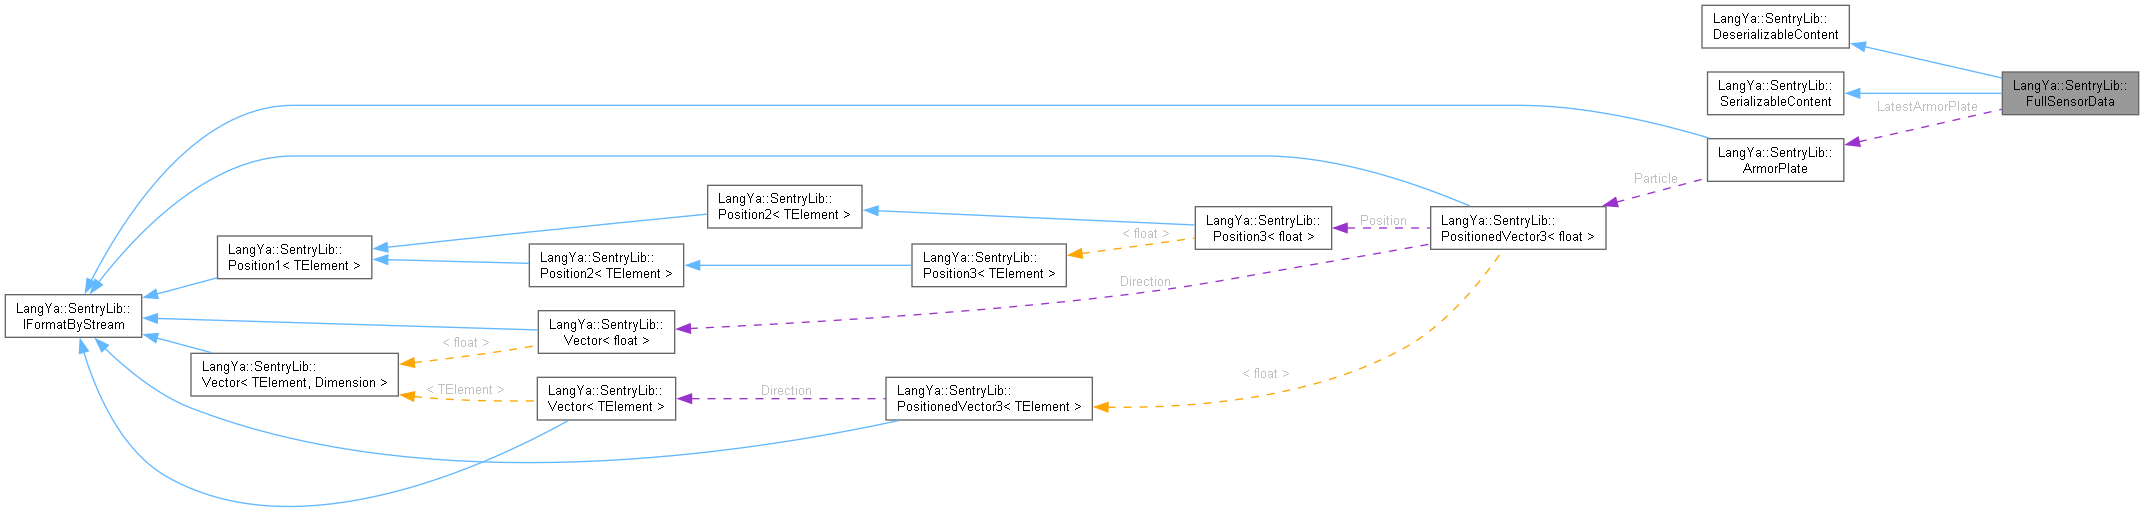 LangYa::SentryLib::
DeserializableContent
LangYa::SentryLib::
SerializableContent
LangYa::SentryLib::
FullSensorData
LatestArmorPlate
LangYa::SentryLib::
ArmorPlate
Particle
LangYa::SentryLib::
Position2< TElement >
LangYa::SentryLib::
Position3< float >
Position
LangYa::SentryLib::
PositionedVector3< float >
< float >
LangYa::SentryLib::
Position1< TElement >
LangYa::SentryLib::
Position2< TElement >
LangYa::SentryLib::
Position3< TElement >
Direction
LangYa::SentryLib::
IFormatByStream
LangYa::SentryLib::
Vector< float >
< float >
LangYa::SentryLib::
Vector< TElement, Dimension >
< TElement >
LangYa::SentryLib::
Vector< TElement >
Direction
LangYa::SentryLib::
PositionedVector3< TElement >
< float >